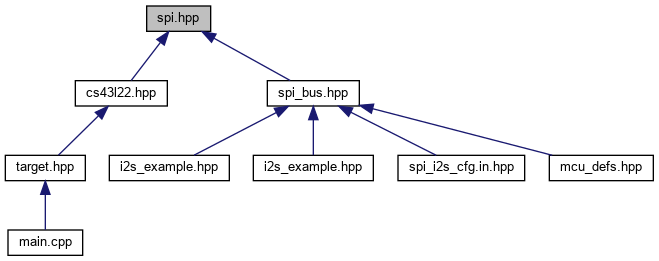 spi.hpp
cs43l22.hpp
spi_bus.hpp
target.hpp
i2s_example.hpp
i2s_example.hpp
spi_i2s_cfg.in.hpp
mcu_defs.hpp
main.cpp